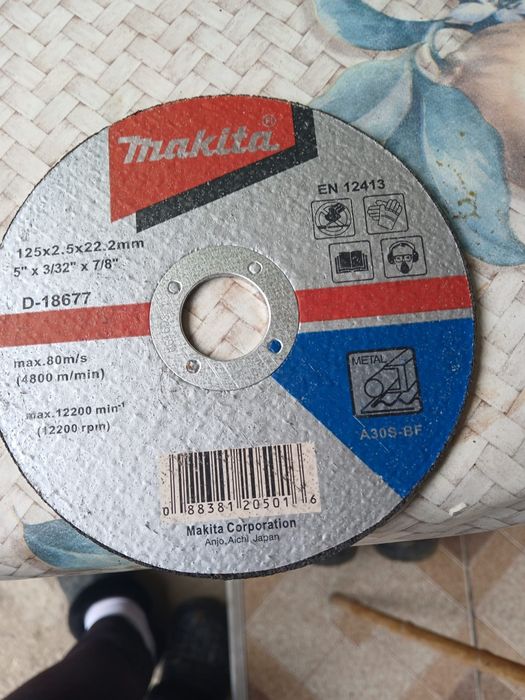 makita®
EN 12413
125x2.5x22.2mm
5" x 3/32" x 7/8"
D-18677
max.80m/s
(4800 m/min)
max.12200 min⁻¹
(12200 rpm)
METAL
A30S-BF
0 88381 20501 6
Makita Corporation
Anjo, Aichi, Japan